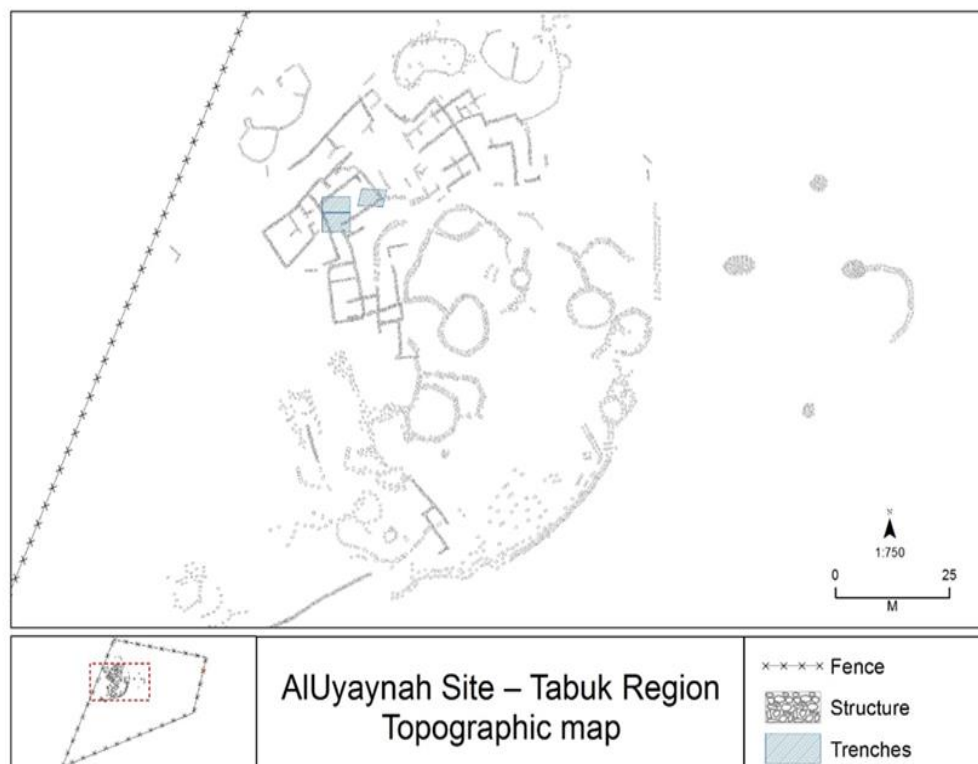 N
1:750
0 25
M
AlUyaynah Site – Tabuk Region
Topographic map
Fence
Structure
Trenches